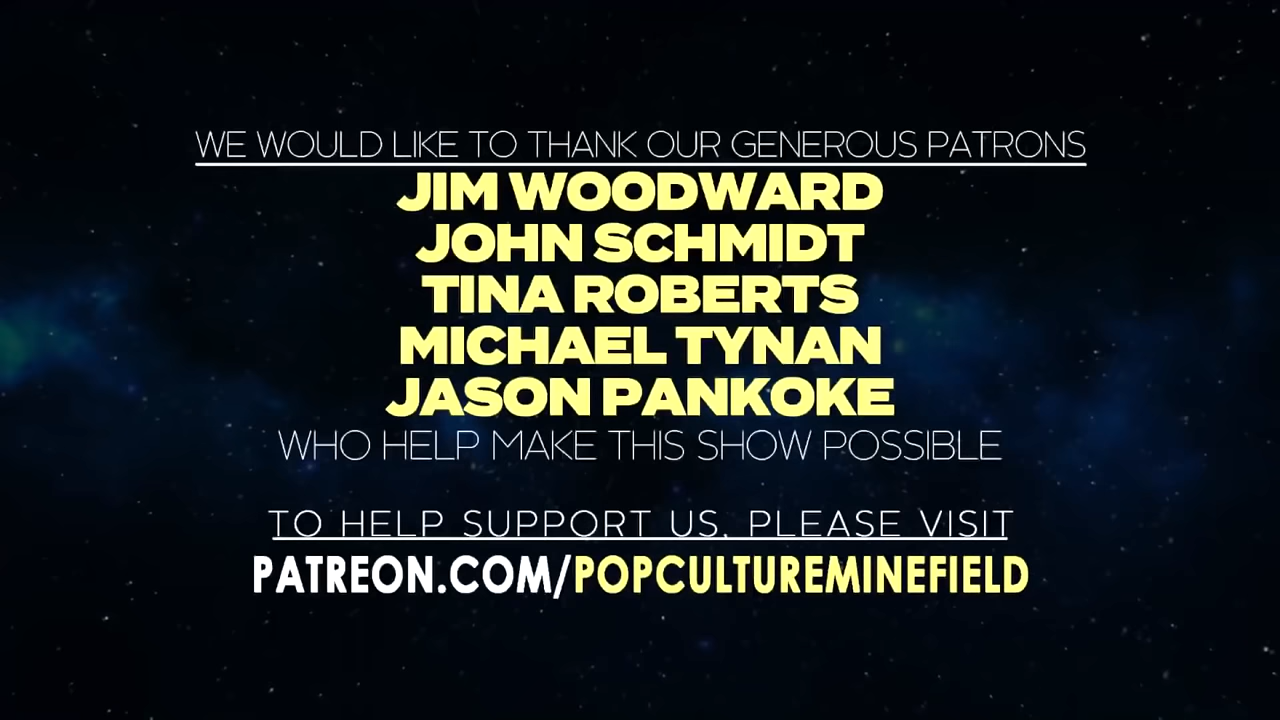 WE WOULD LIKE TO THANK OUR GENEROUS PATRONS
JIM WOODWARD
JOHN SCHMIDT
TINA ROBERTS
MICHAEL TYNAN
JASON PANKOKE
WHO HELP MAKE THIS SHOW POSSIBLE
TO HELP SUPPORT US, PLEASE VISIT
PATREON.COM/POPCULTUREMINEFIELD